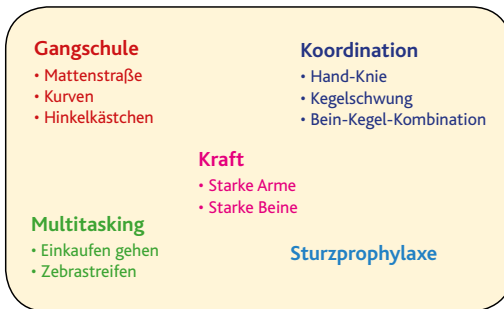 Gangschule
• Mattenstraße
• Kurven
• Hinkelkästchen
Koordination
• Hand-Knie
• Kegelschwung
• Bein-Kegel-Kombination
Kraft
• Starke Arme
• Starke Beine
Multitasking
• Einkaufen gehen
• Zebrastreifen
Sturzprophylaxe